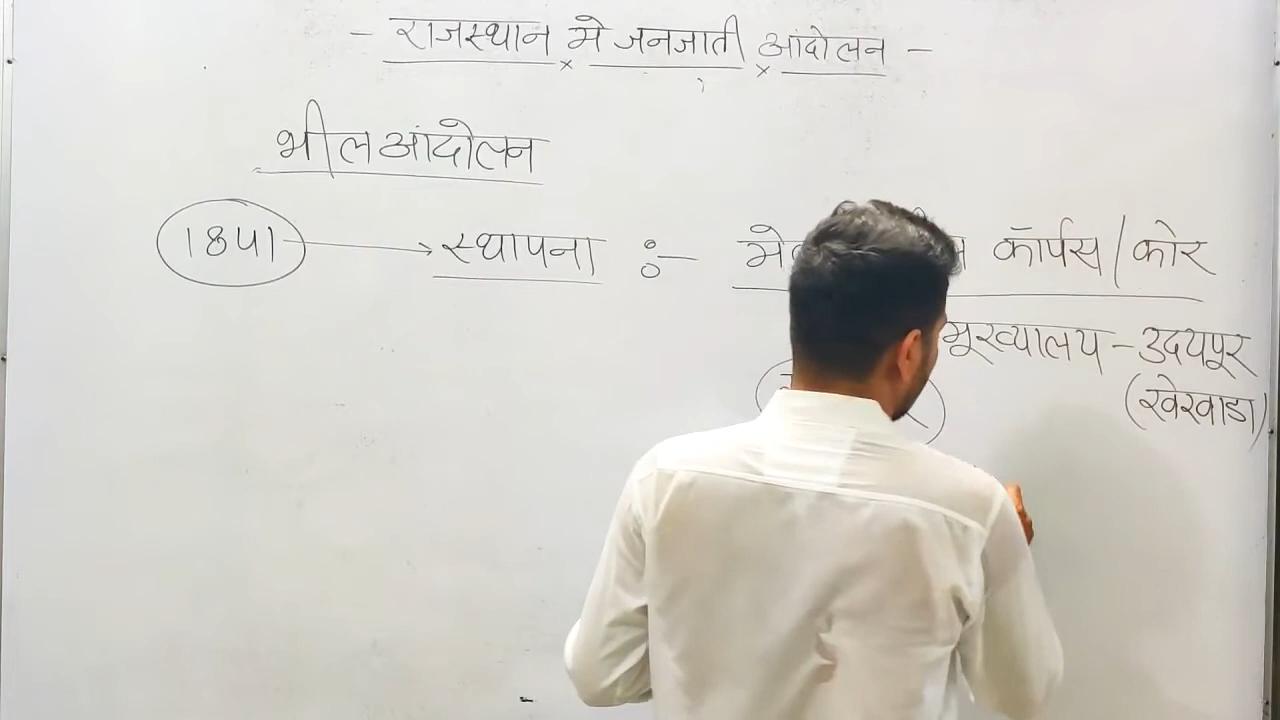 - राजस्थान मे जनजाती आंदोलन -
भील आंदोलन
1841 → स्थापना :- कॉर्पस / कोर
मूख्यालय - उदयपूर
(खेरवाडा)